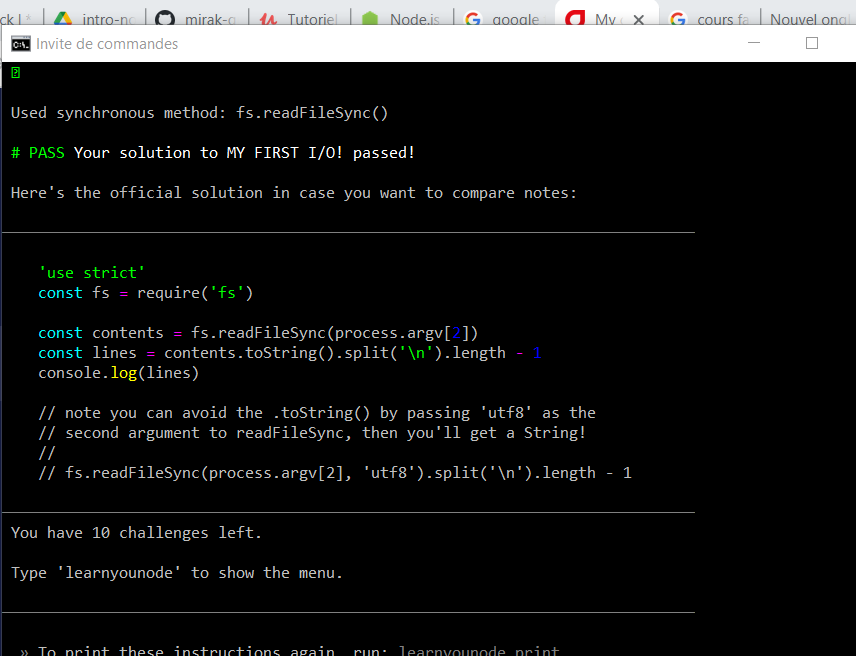 ck
intro-no
mirak-g
Tutoriel
Node.js
google
My
cours fa
Nouvel ong
Invite de commandes
Used synchronous method: fs.readFileSync()
# PASS Your solution to MY FIRST I/O! passed!
Here's the official solution in case you want to compare notes:
'use strict'
const fs = require('fs')
const contents = fs.readFileSync(process.argv[2])
const lines = contents.toString().split('\n').length - 1
console.log(lines)
// note you can avoid the .toString() by passing 'utf8' as the
// second argument to readFileSync, then you'll get a String!
//
// fs.readFileSync(process.argv[2], 'utf8').split('\n').length - 1
You have 10 challenges left.
Type 'learnyounode' to show the menu.
» To print these instructions again, run: learnyounode print